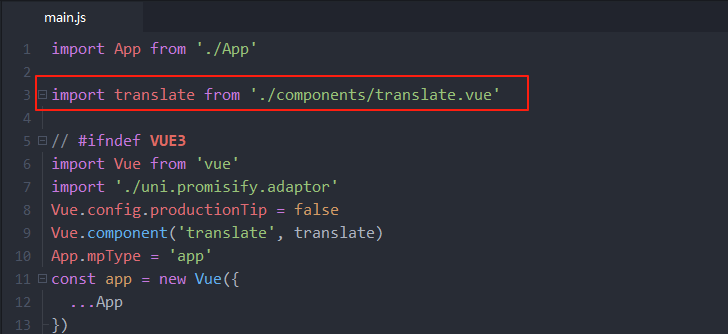 main.js
1 import App from './App'
2
3 import translate from './components/translate.vue'
4
5 // #ifndef VUE3
6 import Vue from 'vue'
7 import './uni.promisify.adaptor'
8 Vue.config.productionTip = false
9 Vue.component('translate', translate)
10 App.mpType = 'app'
11 const app = new Vue({
12 ...App
13 })